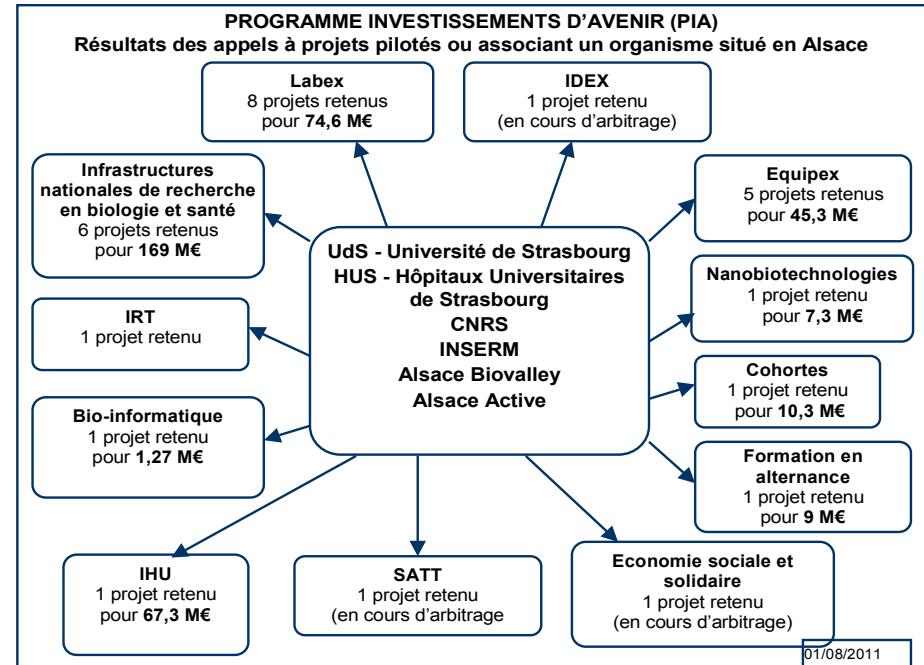 PROGRAMME INVESTISSEMENTS D’AVENIR (PIA)
Résultats des appels à projets pilotés ou associant un organisme situé en Alsace
Labex
8 projets retenus
pour 74,6 M€
IDEX
1 projet retenu
(en cours d’arbitrage)
Infrastructures
nationales de recherche
en biologie et santé
6 projets retenus
pour 169 M€
Equipex
5 projets retenus
pour 45,3 M€
UdS - Université de Strasbourg
HUS - Hôpitaux Universitaires
de Strasbourg
CNRS
INSERM
Alsace Biovalley
Alsace Active
Nanobiotechnologies
1 projet retenu
pour 7,3 M€
IRT
1 projet retenu
Cohortes
1 projet retenu
pour 10,3 M€
Bio-informatique
1 projet retenu
pour 1,27 M€
Formation en
alternance
1 projet retenu
pour 9 M€
IHU
1 projet retenu
pour 67,3 M€
SATT
1 projet retenu
(en cours d’arbitrage
Economie sociale et
solidaire
1 projet retenu
(en cours d’arbitrage)
01/08/2011